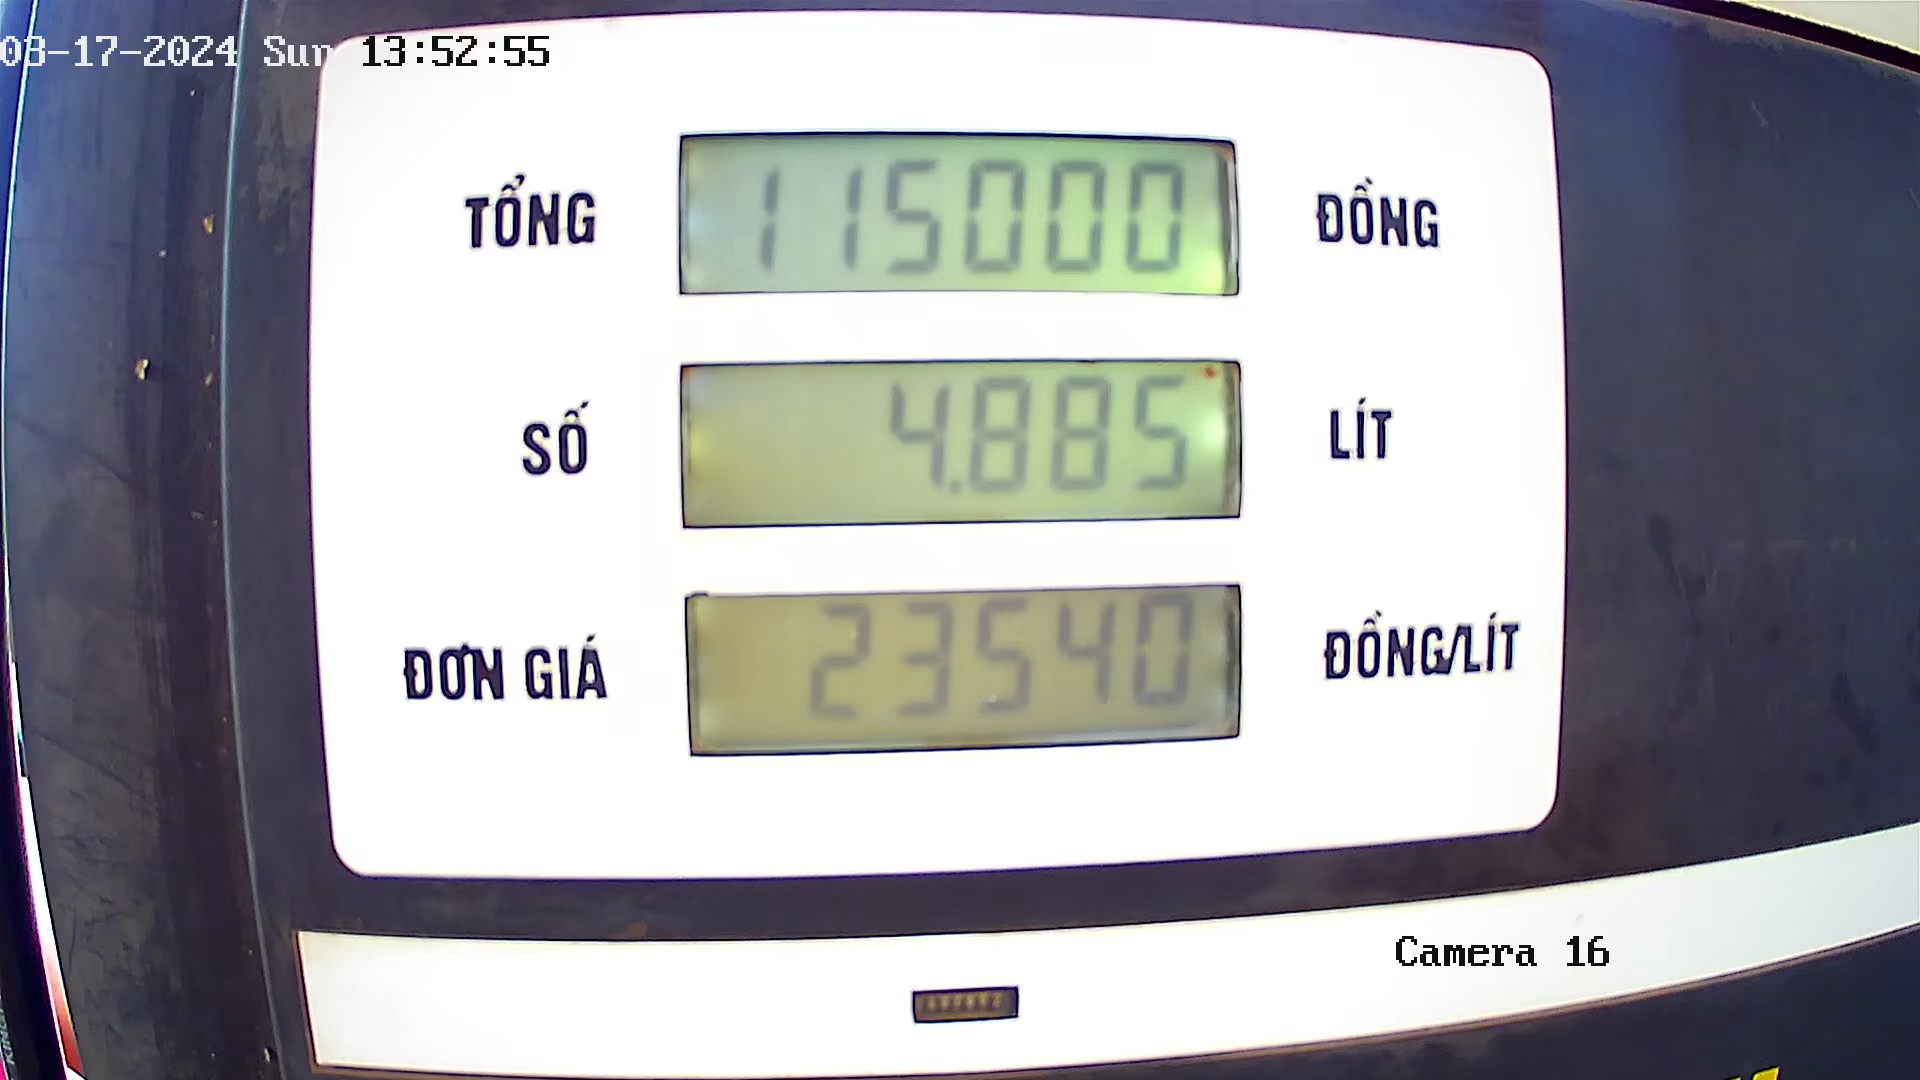 03-17-2024 Sun 13:52:55
TỔNG 115000 ĐỒNG
SỐ 4.885 LÍT
ĐƠN GIÁ 23540 ĐỒNG/LÍT
Camera 16